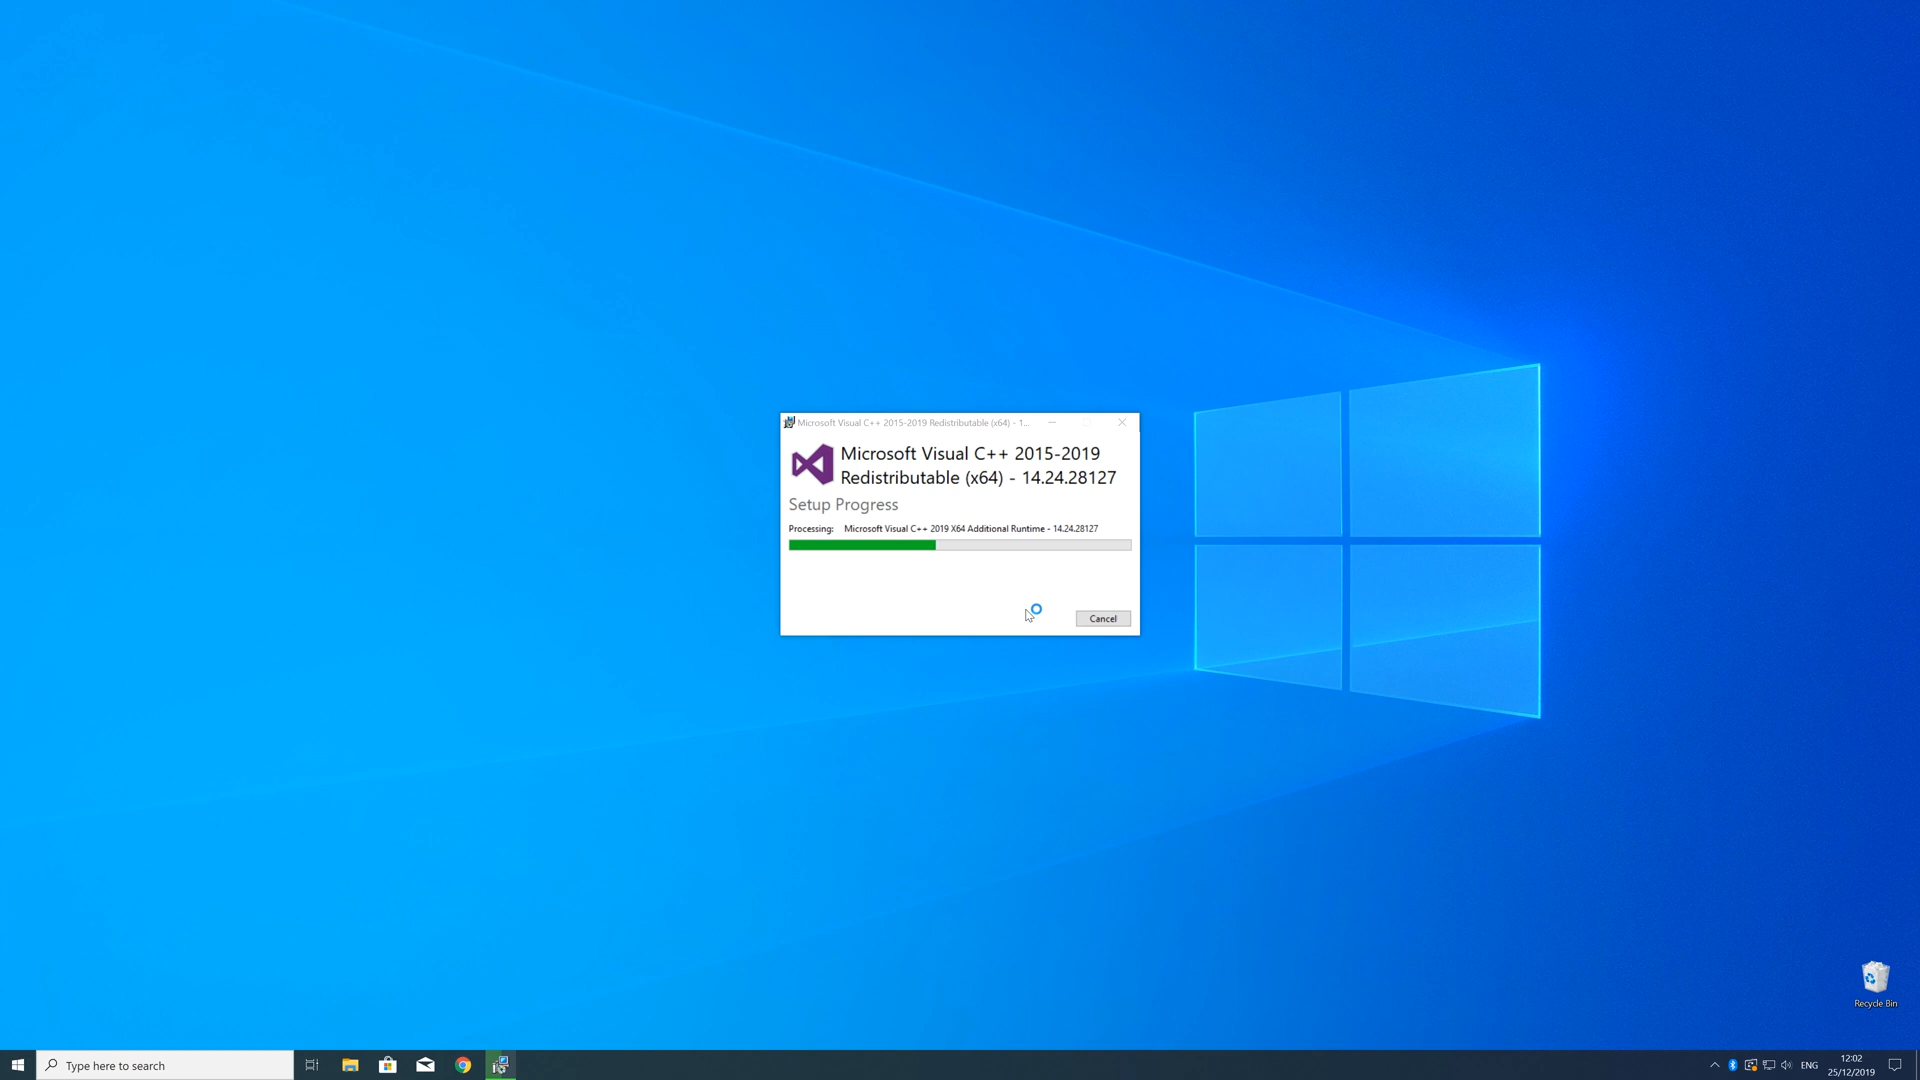 Microsoft Visual C++ 2015-2019 Redistributable (x64) - 1...
Microsoft Visual C++ 2015-2019
Redistributable (x64) - 14.24.28127
Setup Progress
Processing: Microsoft Visual C++ 2019 X64 Additional Runtime - 14.24.28127
Cancel
Recycle Bin
Type here to search
ENG
12:02
25/12/2019